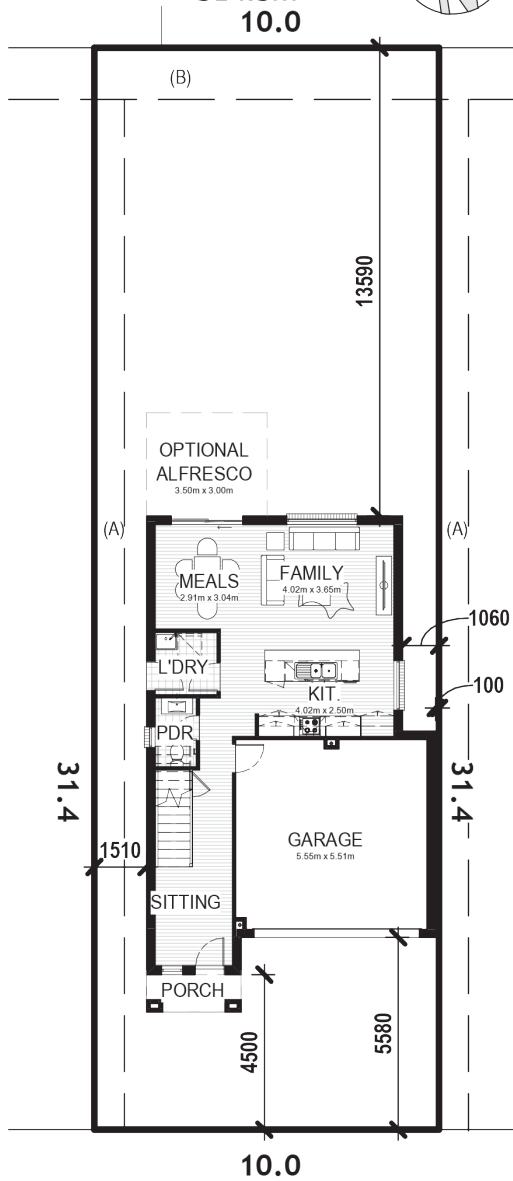 10.0
(B)
13590
OPTIONAL
ALFRESCO
3.50m x 3.00m
(A)
(A)
MEALS
2.91m x 3.04m
FAMILY
4.02m x 3.65m
1060
L'DRY
KIT.
4.02m x 2.50m
100
PDR
31.4
31.4
GARAGE
5.55m x 5.51m
1510
SITTING
PORCH
4500
5580
10.0